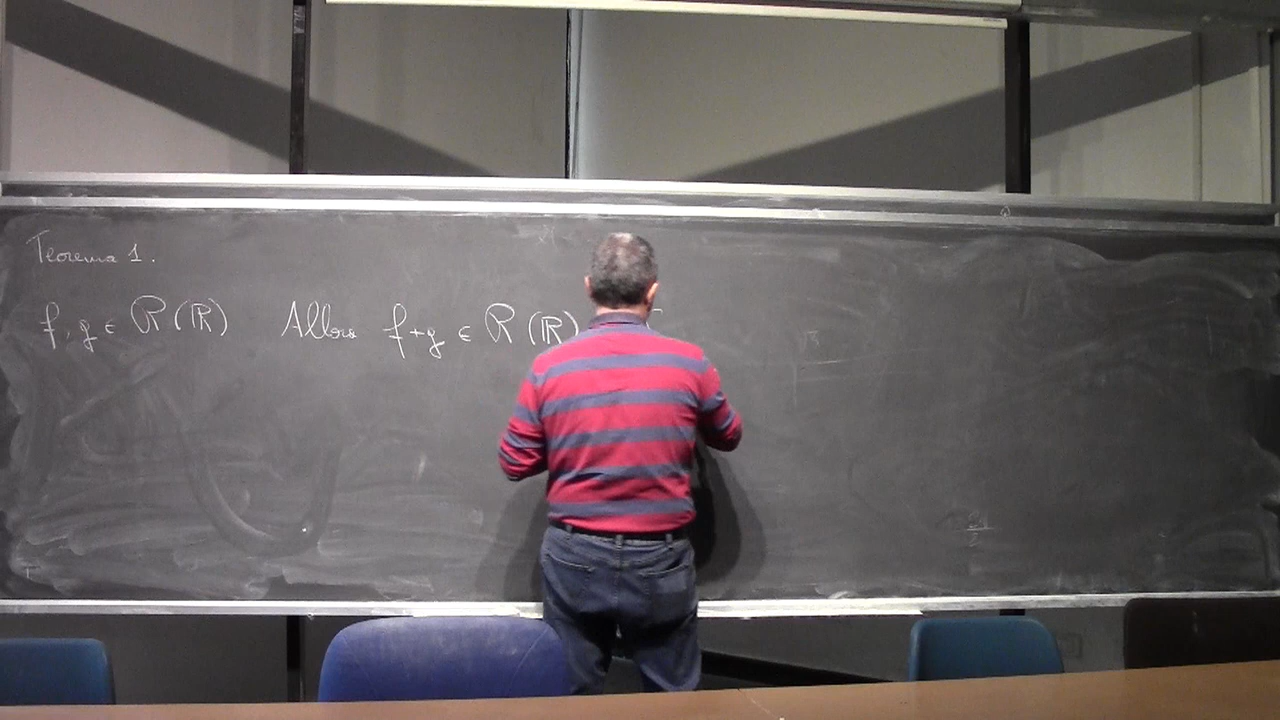 Teorema 1.
f, g ∈ R(ℝ) Allora f+g ∈ R(ℝ)